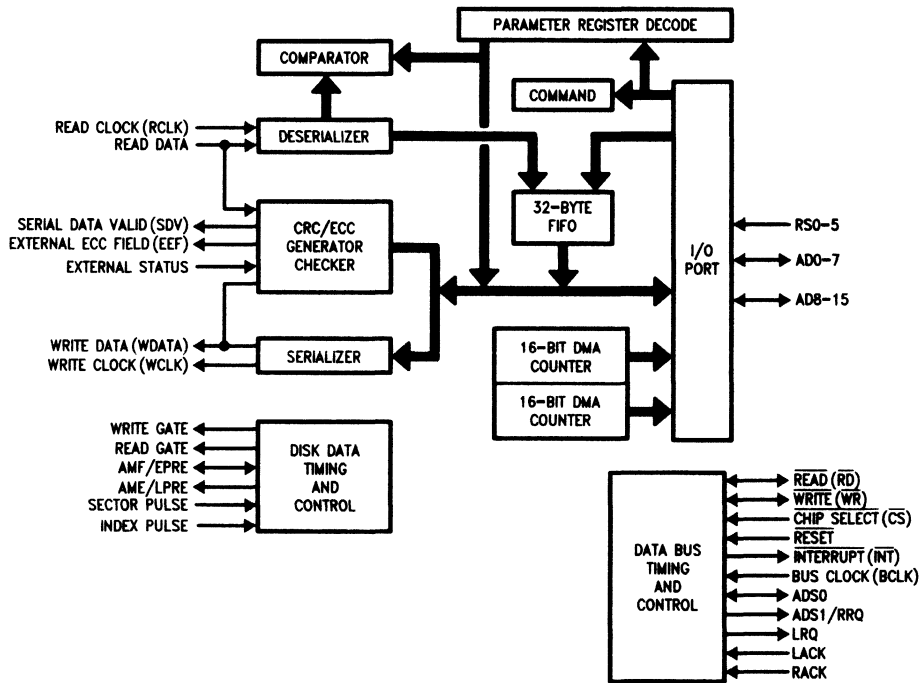 PARAMETER REGISTER DECODE
COMPARATOR
COMMAND
READ CLOCK (RCLK)
READ DATA
DESERIALIZER
32-BYTE
FIFO
I/O
PORT
SERIAL DATA VALID (SDV)
EXTERNAL ECC FIELD (EEF)
EXTERNAL STATUS
CRC/ECC
GENERATOR
CHECKER
RS0-5
AD0-7
AD8-15
WRITE DATA (WDATA)
WRITE CLOCK (WCLK)
SERIALIZER
16-BIT DMA
COUNTER
16-BIT DMA
COUNTER
WRITE GATE
READ GATE
AMF/EPRE
AME/LPRE
SECTOR PULSE
INDEX PULSE
DISK DATA
TIMING
AND
CONTROL
DATA BUS
TIMING
AND
CONTROL
READ (RD)
WRITE (WR)
CHIP SELECT (CS)
RESET
INTERRUPT (INT)
BUS CLOCK (BCLK)
ADS0
ADS1/RRQ
LRQ
LACK
RACK